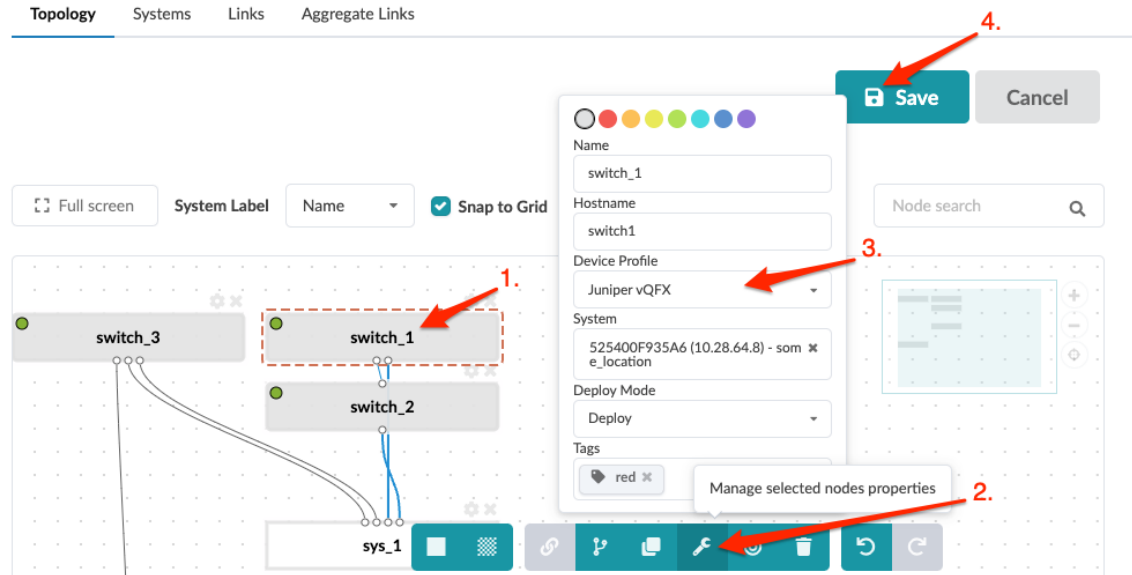 Topology Systems Links Aggregate Links
4.
Save Cancel
Name
switch_1
Hostname
switch1
Full screen System Label Name Snap to Grid
Node search
Device Profile
3.
Juniper vQFX
1.
System
switch_3
switch_1
525400F935A6 (10.28.64.8) - som
e_location
Deploy Mode
switch_2
Deploy
Tags
red
Manage selected nodes properties
2.
sys_1